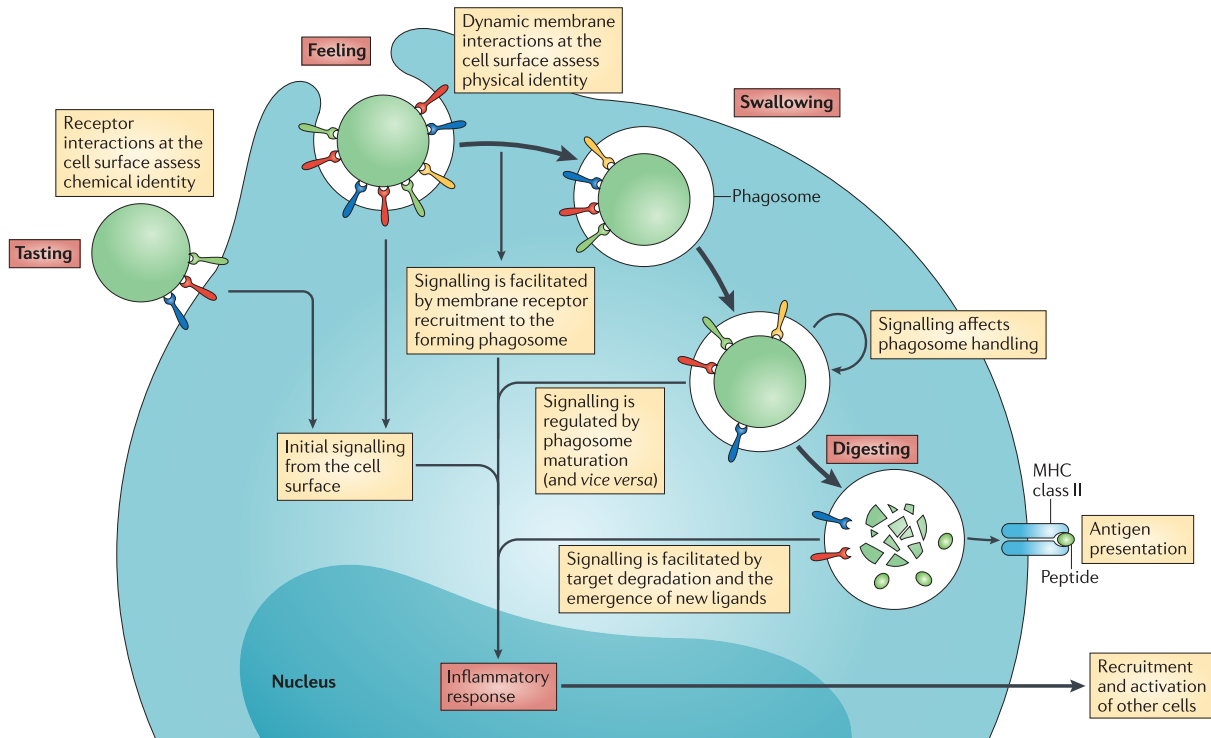 Feeling
Dynamic membrane
interactions at the
cell surface assess
physical identity
Swallowing
Receptor
interactions at the
cell surface assess
chemical identity
Tasting
Phagosome
Signalling is facilitated
by membrane receptor
recruitment to the
forming phagosome
Signalling affects
phagosome handling
Signalling is
regulated by
phagosome
maturation
(and vice versa)
Initial signalling
from the cell
surface
Digesting
MHC
class II
Antigen
presentation
Peptide
Signalling is facilitated by
target degradation and the
emergence of new ligands
Nucleus
Inflammatory
response
Recruitment
and activation
of other cells